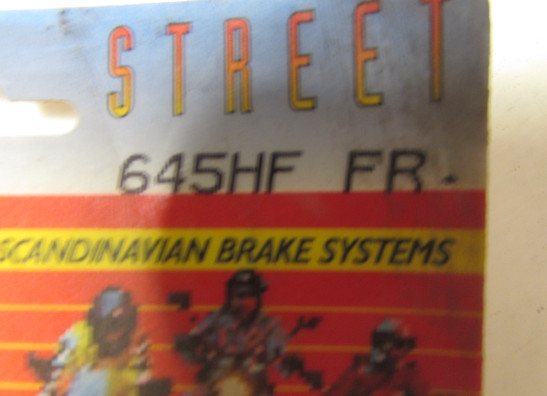 STREET
645HF FR.
SCANDINAVIAN BRAKE SYSTEMS